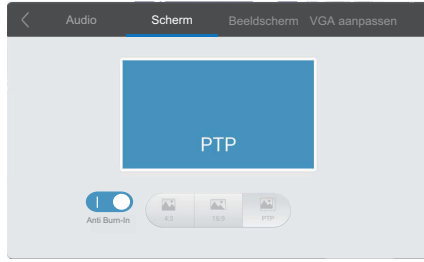 Audio Scherm Beeldscherm VGA aanpassen
PTP
Anti Burn-In 4:3 16:9 PTP